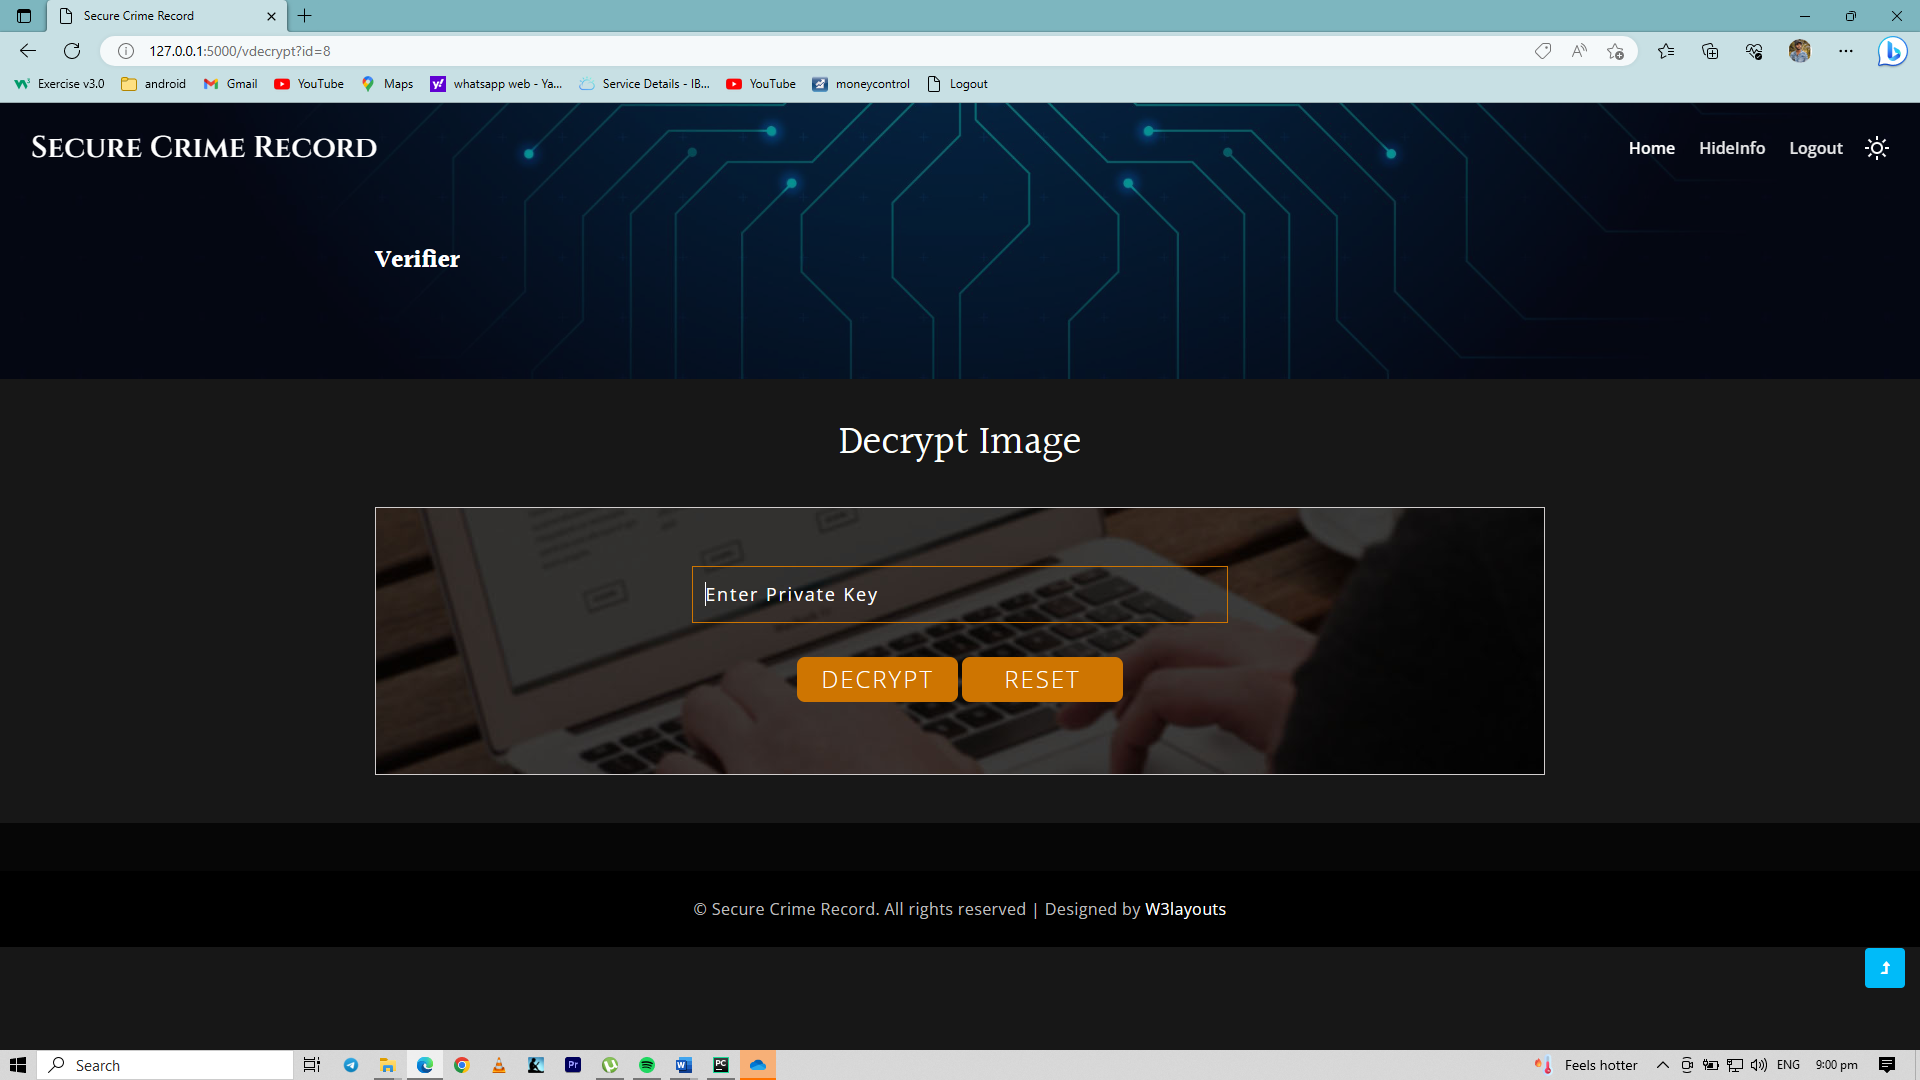 Secure Crime Record
127.0.0.1:5000/vdecrypt?id=8
Exercise v3.0 android Gmail YouTube Maps whatsapp web - Ya... Service Details - IB... YouTube moneycontrol Logout
Secure Crime Record
Home HideInfo Logout
Verifier
Decrypt Image
Enter Private Key
DECRYPT RESET
© Secure Crime Record. All rights reserved | Designed by W3layouts
Search
Feels hotter ENG 9:00 pm